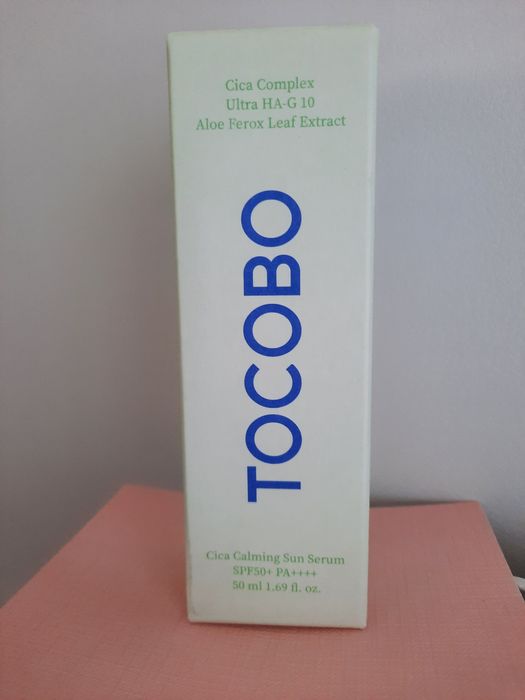 Cica Complex
Ultra HA-G 10
Aloe Ferox Leaf Extract
TOCOBO
Cica Calming Sun Serum
SPF50+ PA++++
50 ml 1.69 fl. oz.